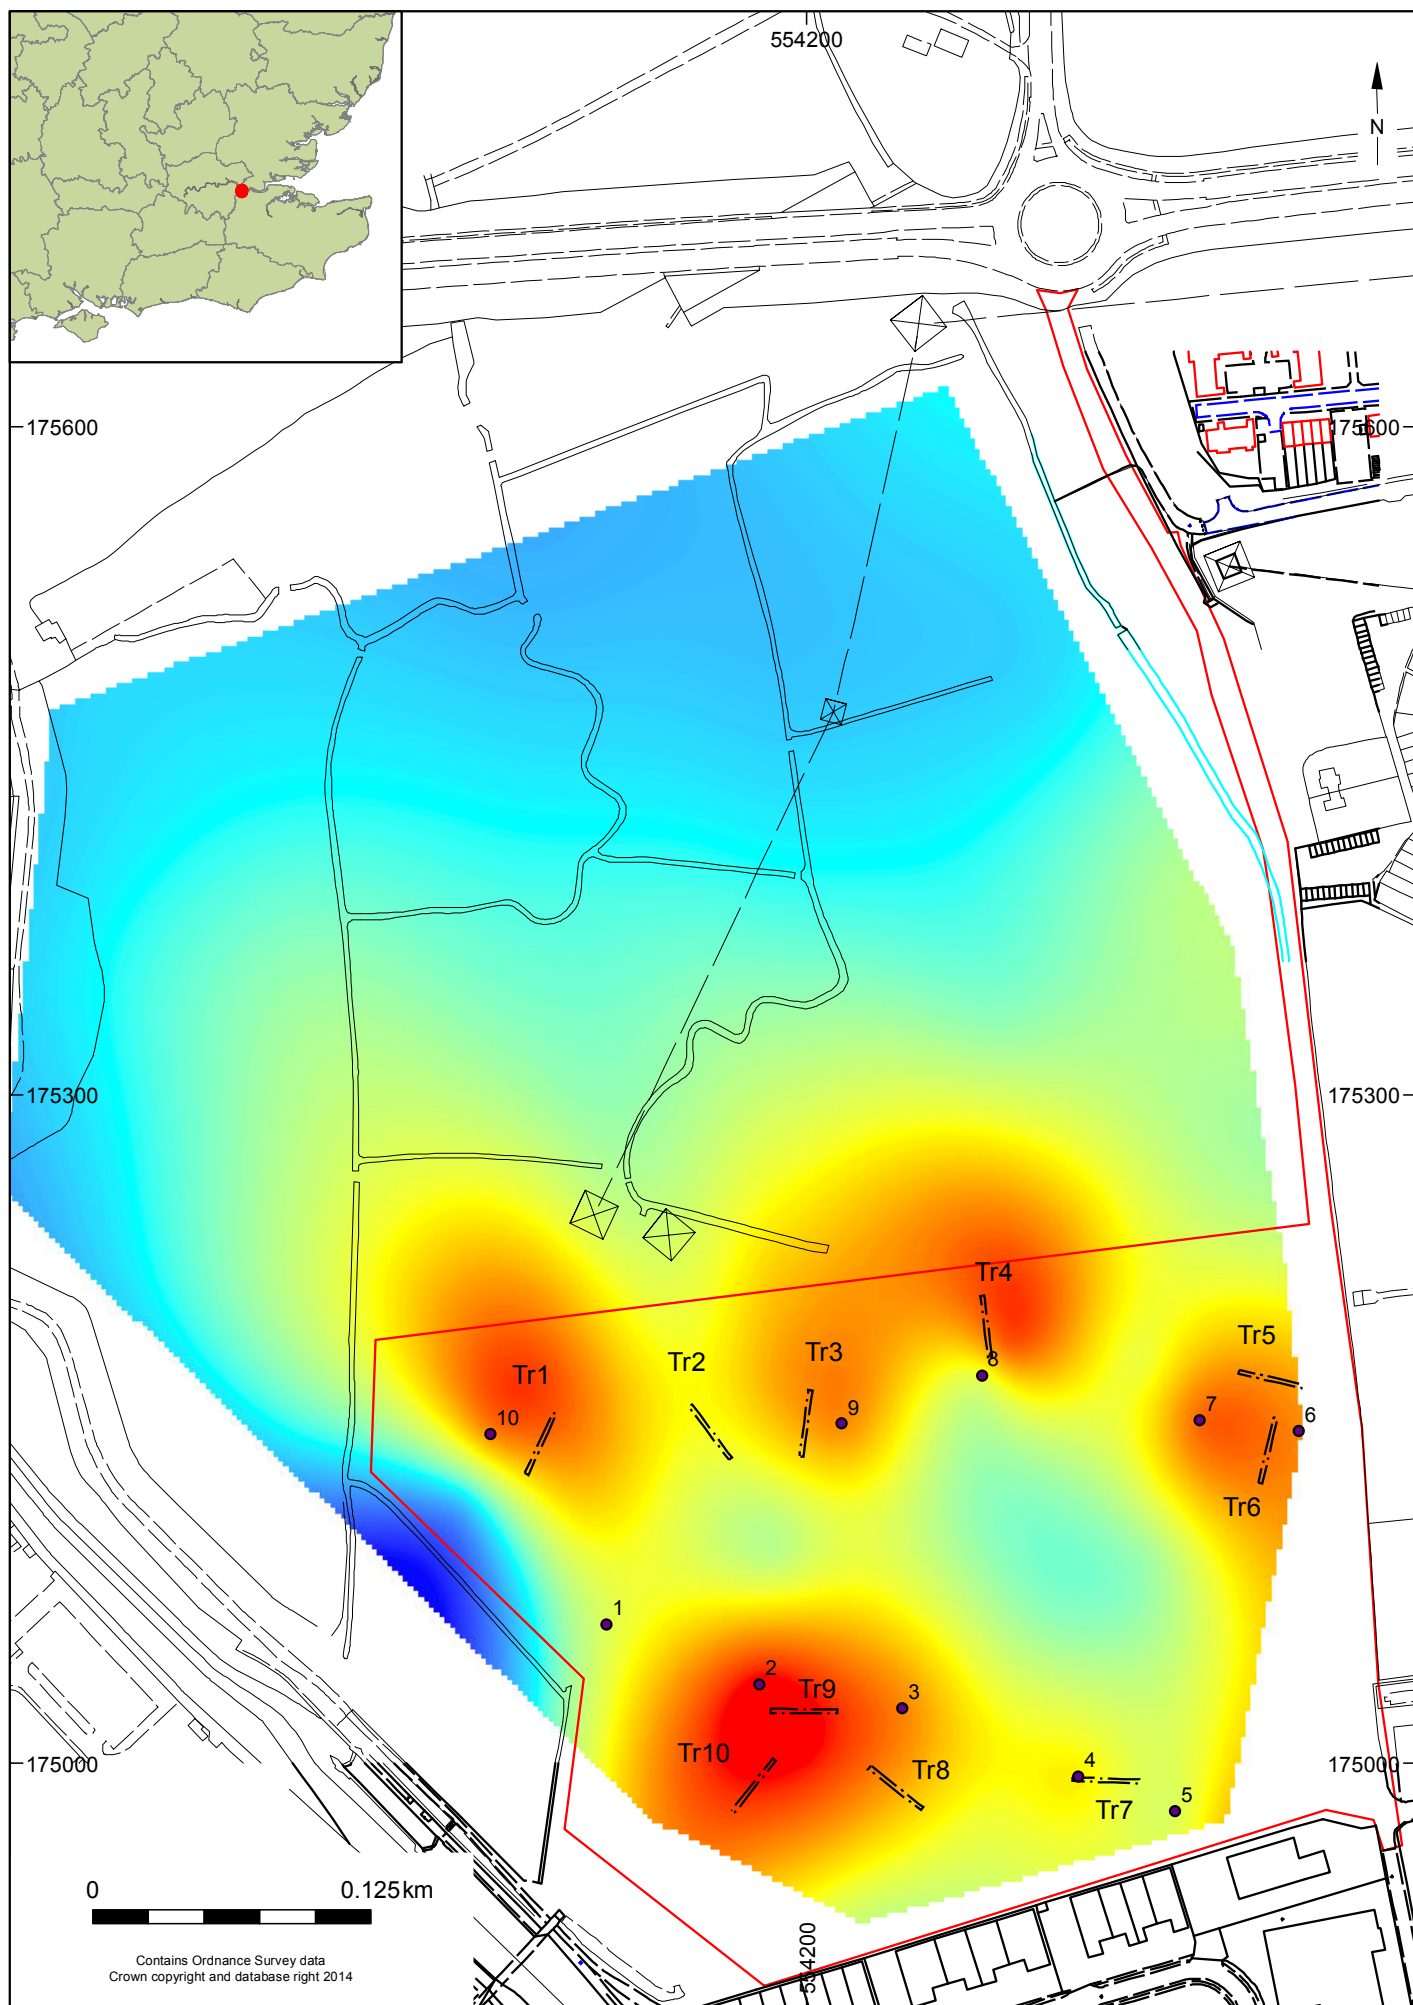 554200
N
175600
175600
175300
175300
Tr4
Tr5
Tr3
Tr2
Tr1
8
7
6
9
10
Tr6
1
2
Tr9
3
Tr10
Tr8
4
175000
175000
Tr7
5
0
0.125km
554200
Contains Ordnance Survey data
Crown copyright and database right 2014